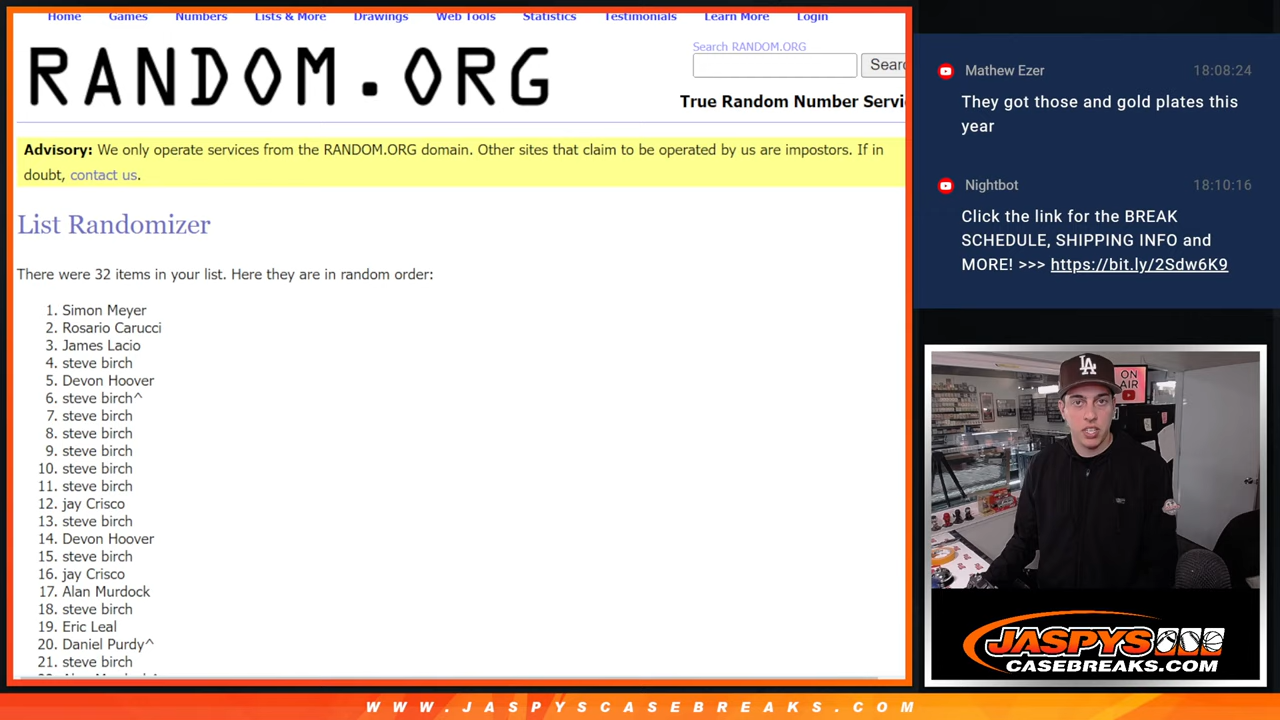 Home Games Numbers Lists & More Drawings Web Tools Statistics Testimonials Learn More Login
RANDOM.ORG
Search RANDOM.ORG
True Random Number
Advisory: We only operate services from the RANDOM.ORG domain. Other sites that claim to be operated by us are impostors. If in
doubt, contact us.
List Randomizer
There were 32 items in your list. Here they are in random order:
1. Simon Meyer
2. Rosario Carucci
3. James Lacio
4. steve birch
5. Devon Hoover
6. steve birch^
7. steve birch
8. steve birch
9. steve birch
10. steve birch
11. steve birch
12. jay Crisco
13. steve birch
14. Devon Hoover
15. steve birch
16. jay Crisco
17. Alan Murdock
18. steve birch
19. Eric Leal
20. Daniel Purdy^
21. steve birch
Mathew Ezer 18:08:24
They got those and gold plates this
year
Nightbot 18:10:16
Click the link for the BREAK
SCHEDULE, SHIPPING INFO and
MORE! >>> https://bit.ly/2Sdw6K9
LA
ON
AIR
JASPYS
CASEBREAKS.COM
WWW.JASPYSCASEBREAKS.COM